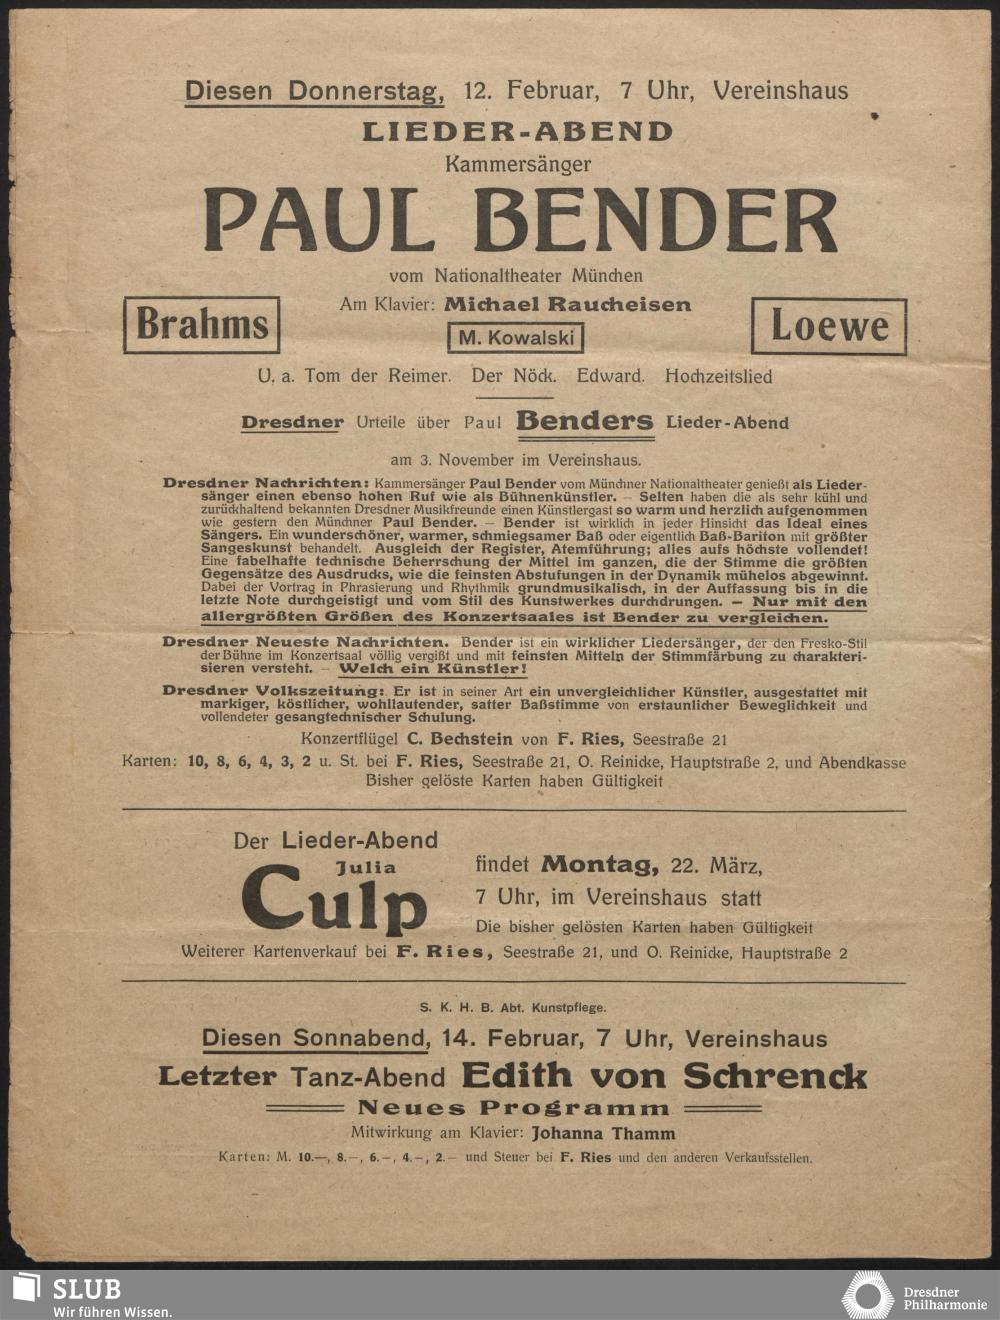 Diesen Donnerstag, 12. Februar, 7 Uhr, Vereinshaus
LIEDER-ABEND
Kammersänger
PAUL BENDER
vom Nationaltheater München
Am Klavier: Michael Raucheisen
Brahms
M. Kowalski
Loewe
U. a. Tom der Reimer. Der Nöck. Edward. Hochzeitslied
Dresdner Urteile über Paul Benders Lieder-Abend
am 3. November im Vereinshaus.
Dresdner Nachrichten: Kammersänger Paul Bender vom Münchner Nationaltheater genießt als Lieder-
sänger einen ebenso hohen Ruf wie als Bühnenkünstler. — Selten haben die als sehr kühl und
zurückhaltend bekannten Dresdner Musikfreunde einen Künstlergast so warm und herzlich aufgenommen
wie gestern den Münchner Paul Bender. — Bender ist wirklich in jeder Hinsicht das Ideal eines
Sängers. Ein wunderschöner, warmer, schmiegsamer Baß oder eigentlich Baß-Bariton mit größter
Sangeskunst behandelt. Ausgleich der Register, Atemführung; alles aufs höchste vollendet!
Eine fabelhafte technische Beherrschung der Mittel im ganzen, die der Stimme die größten
Gegensätze des Ausdrucks, wie die feinsten Abstufungen in der Dynamik mühelos abgewinnt.
Dabei der Vortrag in Phrasierung und Rhythmik grundmusikalisch, in der Auffassung bis in die
letzte Note durchgeistigt und vom Stil des Kunstwerkes durchdrungen. — Nur mit den
allergrößten Größen des Konzertsaales ist Bender zu vergleichen.
Dresdner Neueste Nachrichten. Bender ist ein wirklicher Liedersänger, der den Fresko-Stil
der Bühne im Konzertsaal völlig vergißt und mit feinsten Mitteln der Stimmfärbung zu charakteri-
sieren versteht. — Welch ein Künstler!
Dresdner Volkszeitung: Er ist in seiner Art ein unvergleichlicher Künstler, ausgestattet mit
markiger, köstlicher, wohllautender, satter Baßstimme von erstaunlicher Beweglichkeit und
vollendeter gesangtechnischer Schulung.
Konzertflügel C. Bechstein von F. Ries, Seestraße 21
Karten: 10, 8, 6, 4, 3, 2 u. St. bei F. Ries, Seestraße 21, O. Reinicke, Hauptstraße 2, und Abendkasse
Bisher gelöste Karten haben Gültigkeit
Der Lieder-Abend
Julia
Culp
findet Montag, 22. März,
7 Uhr, im Vereinshaus statt
Die bisher gelösten Karten haben Gültigkeit
Weiterer Kartenverkauf bei F. Ries, Seestraße 21, und O. Reinicke, Hauptstraße 2
S. K. H. B. Abt. Kunstpflege.
Diesen Sonnabend, 14. Februar, 7 Uhr, Vereinshaus
Letzter Tanz-Abend Edith von Schrenck
Neues Programm
Mitwirkung am Klavier: Johanna Thamm
Karten: M. 10.—, 8.—, 6.—, 4.—, 2.— und Steuer bei F. Ries und den anderen Verkaufsstellen.
SLUB
Wir führen Wissen.
Dresdner
Philharmonie